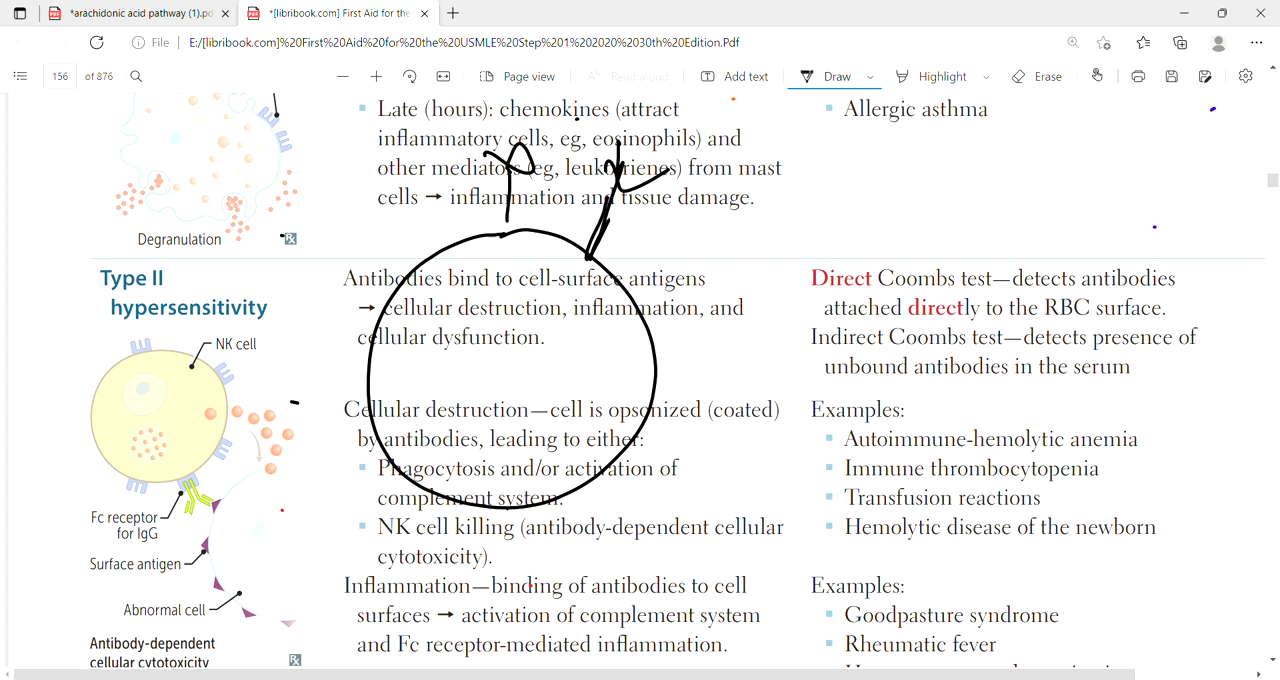 *arachidonic acid pathway (1).pd
*[libribook.com] First Aid for the
File
E:/[libribook.com]%20First%20Aid%20for%20the%20USMLE%20Step%201%202020%2030th%20Edition.Pdf
156 of 876
Page view
Read aloud
Add text
Draw
Highlight
Erase
Late (hours): chemokines (attract
inflammatory cells, eg, eosinophils) and
other mediators (eg, leukotrienes) from mast
cells → inflammation and tissue damage.
Allergic asthma
Degranulation
Rx
Type II
hypersensitivity
NK cell
Fc receptor
for IgG
Surface antigen
Abnormal cell
Antibody-dependent
cellular cytotoxicity
Rx
Antibodies bind to cell-surface antigens
→ cellular destruction, inflammation, and
cellular dysfunction.
Cellular destruction—cell is opsonized (coated)
by antibodies, leading to either:
Phagocytosis and/or activation of
complement system.
NK cell killing (antibody-dependent cellular
cytotoxicity).
Inflammation—binding of antibodies to cell
surfaces → activation of complement system
and Fc receptor-mediated inflammation.
Direct Coombs test—detects antibodies
attached directly to the RBC surface.
Indirect Coombs test—detects presence of
unbound antibodies in the serum
Examples:
Autoimmune-hemolytic anemia
Immune thrombocytopenia
Transfusion reactions
Hemolytic disease of the newborn
Examples:
Goodpasture syndrome
Rheumatic fever